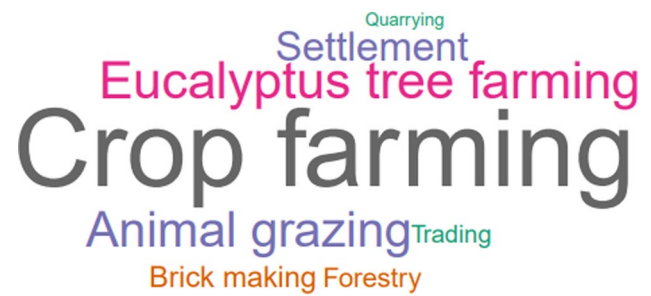 Quarrying
Settlement
Eucalyptus tree farming
Crop farming
Animal grazing Trading
Brick making Forestry